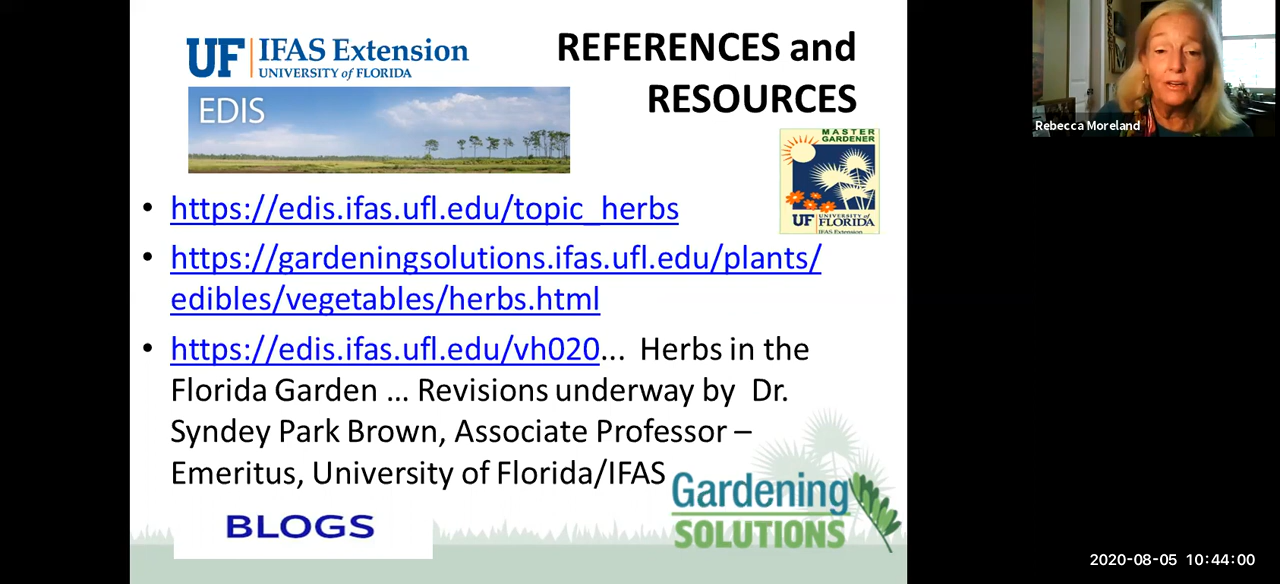 UF IFAS Extension
UNIVERSITY of FLORIDA
EDIS
REFERENCES and
RESOURCES
MASTER
GARDENER
UF UNIVERSITY of
FLORIDA
IFAS Extension
• https://edis.ifas.ufl.edu/topic_herbs
• https://gardeningsolutions.ifas.ufl.edu/plants/
edibles/vegetables/herbs.html
• https://edis.ifas.ufl.edu/vh020... Herbs in the
Florida Garden ... Revisions underway by Dr.
Syndey Park Brown, Associate Professor –
Emeritus, University of Florida/IFAS
Gardening
SOLUTIONS
BLOGS
Rebecca Moreland
2020-08-05 10:44:00